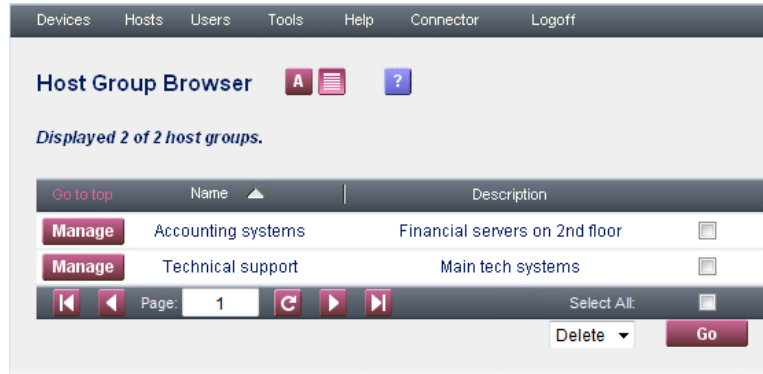 Devices Hosts Users Tools Help Connector Logoff
Host Group Browser A ?
Displayed 2 of 2 host groups.
Go to top Name Description
Manage Accounting systems Financial servers on 2nd floor
Manage Technical support Main tech systems
Page: 1 C Select All:
Delete Go